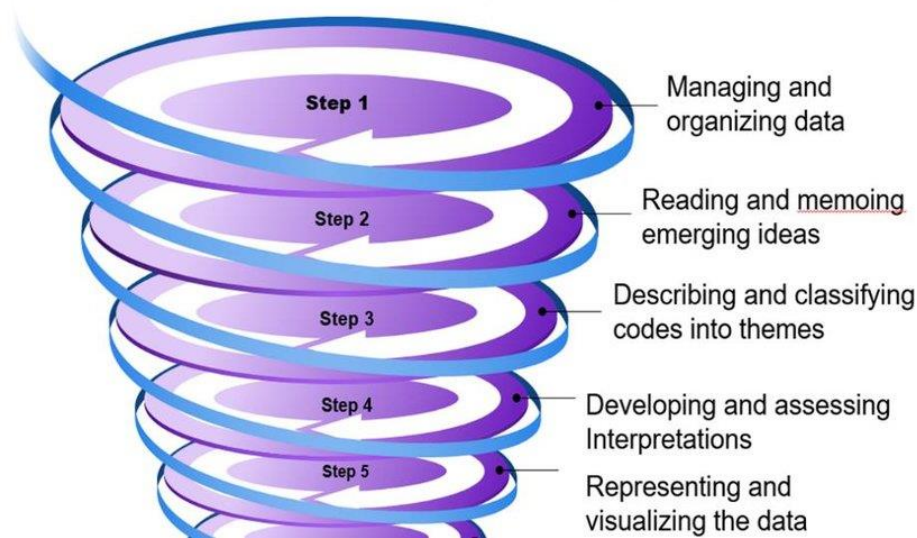 Step 1
Managing and
organizing data
Step 2
Reading and memoing
emerging ideas
Step 3
Describing and classifying
codes into themes
Step 4
Developing and assessing
Interpretations
Step 5
Representing and
visualizing the data